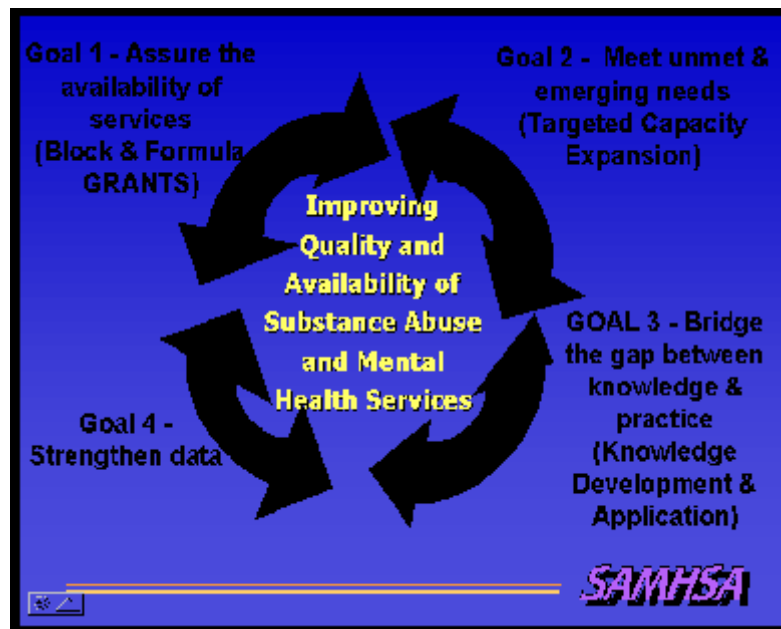 Goal 1 - Assure the
availability of
services
(Block & Formula
GRANTS)
Goal 2 - Meet unmet &
emerging needs
(Targeted Capacity
Expansion)
Improving
Quality and
Availability of
Substance Abuse
and Mental
Health Services
GOAL 3 - Bridge
the gap between
knowledge &
practice
(Knowledge
Development &
Application)
Goal 4 -
Strengthen data
SAMHSA